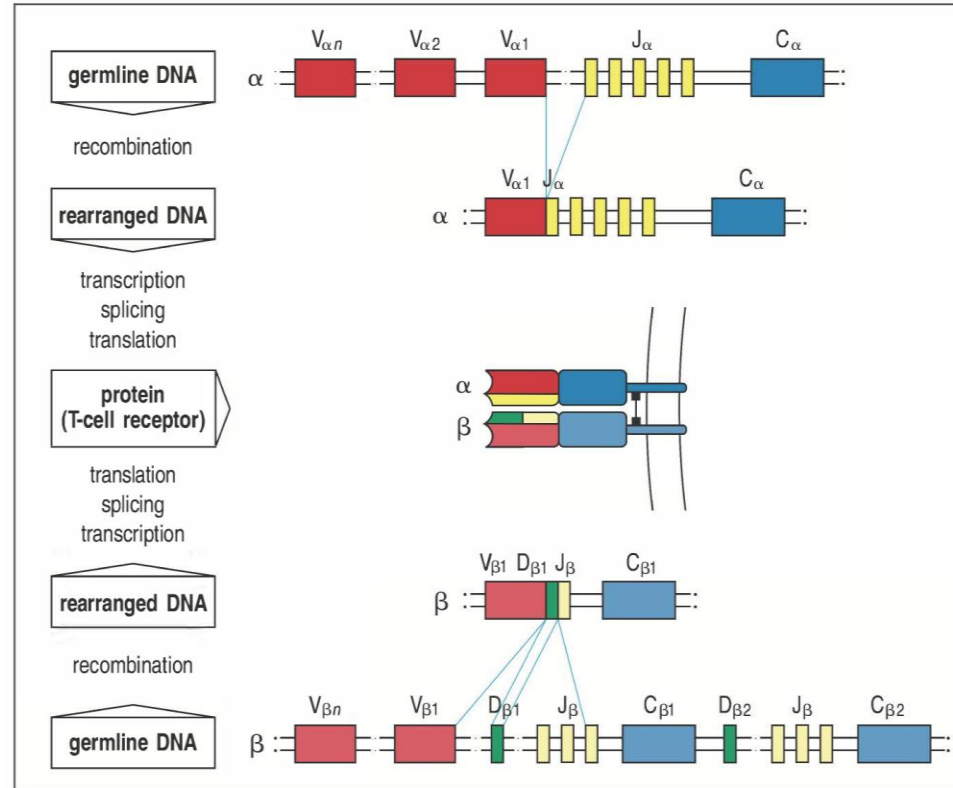 V𝛼n V𝛼2 V𝛼1 J𝛼 C𝛼
germline DNA α
recombination
V𝛼1 J𝛼 C𝛼
rearranged DNA α
transcription
splicing
translation
protein
(T-cell receptor)
α
β
translation
splicing
transcription
Vβ1 Dβ1 Jβ Cβ1
rearranged DNA β
recombination
Vβn Vβ1 Dβ1 Jβ Cβ1 Dβ2 Jβ Cβ2
germline DNA β